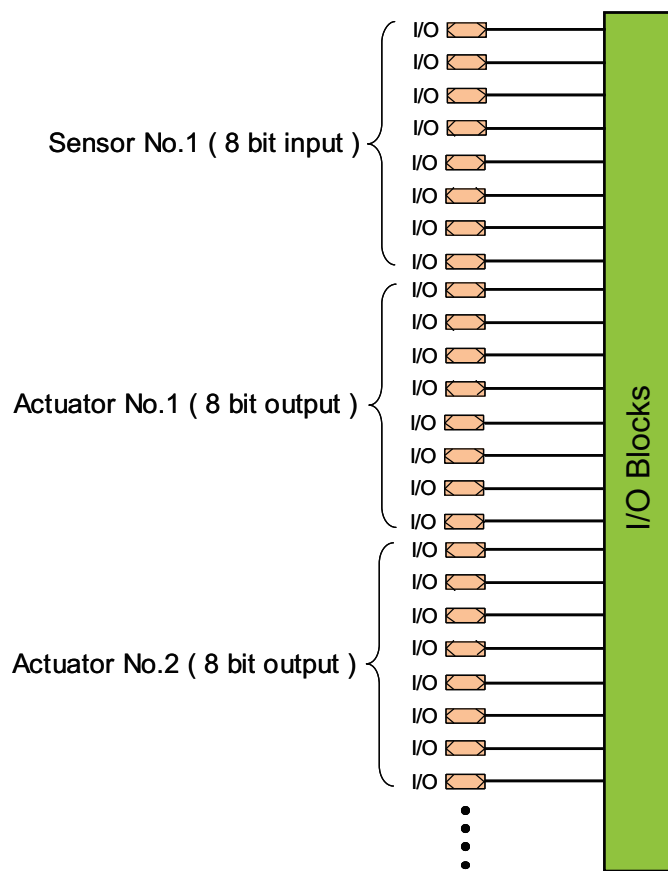 I/O
I/O
I/O
I/O
Sensor No.1 ( 8 bit input )
I/O
I/O
I/O
I/O
I/O
I/O
I/O
I/O
Actuator No.1 ( 8 bit output )
I/O
I/O
I/O
I/O
I/O Blocks
I/O
I/O
I/O
I/O
Actuator No.2 ( 8 bit output )
I/O
I/O
I/O
I/O